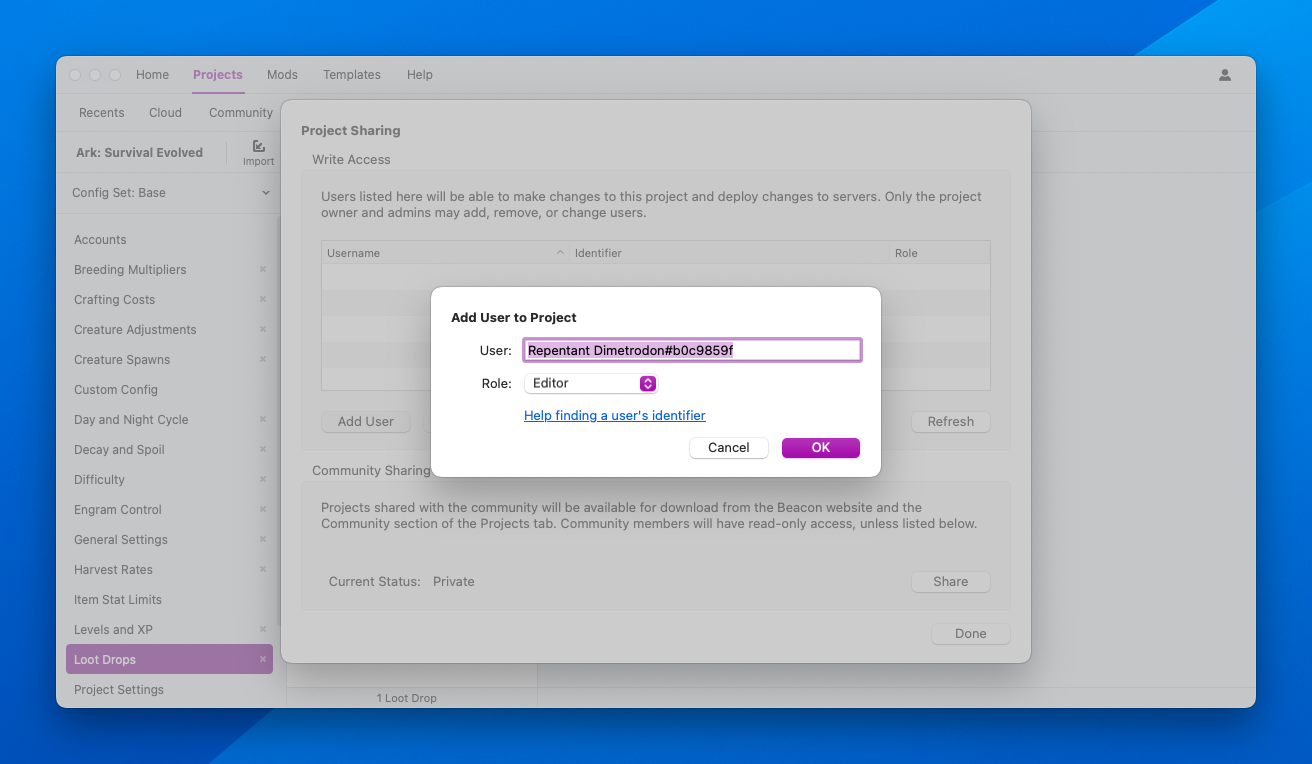 Home Projects Mods Templates Help
Recents Cloud Community
Ark: Survival Evolved
Import
Config Set: Base
Accounts
Breeding Multipliers
Crafting Costs
Creature Adjustments
Creature Spawns
Custom Config
Day and Night Cycle
Decay and Spoil
Difficulty
Engram Control
General Settings
Harvest Rates
Item Stat Limits
Levels and XP
Loot Drops
Project Settings
1 Loot Drop
Project Sharing
Write Access
Users listed here will be able to make changes to this project and deploy changes to servers. Only the project
owner and admins may add, remove, or change users.
Username Identifier Role
Add User
Refresh
Community Sharing
Projects shared with the community will be available for download from the Beacon website and the
Community section of the Projects tab. Community members will have read-only access, unless listed below.
Current Status: Private
Share
Done
Add User to Project
User: Repentant Dimetrodon#b0c9859f
Role: Editor
Help finding a user's identifier
Cancel OK